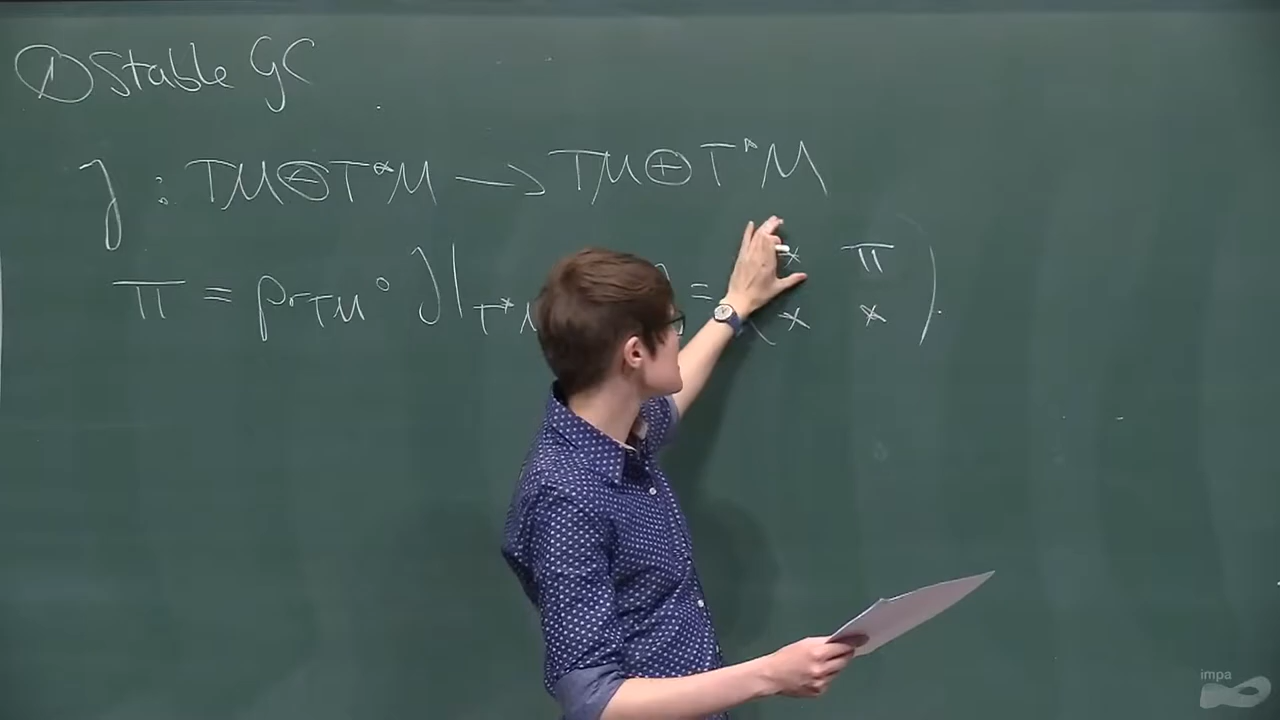 ① Stable GC
J : TM ⊕ T*M → TM ⊕ T*M
π = pr_TM ∘ J|_T* = ( * π
* * ).
impa